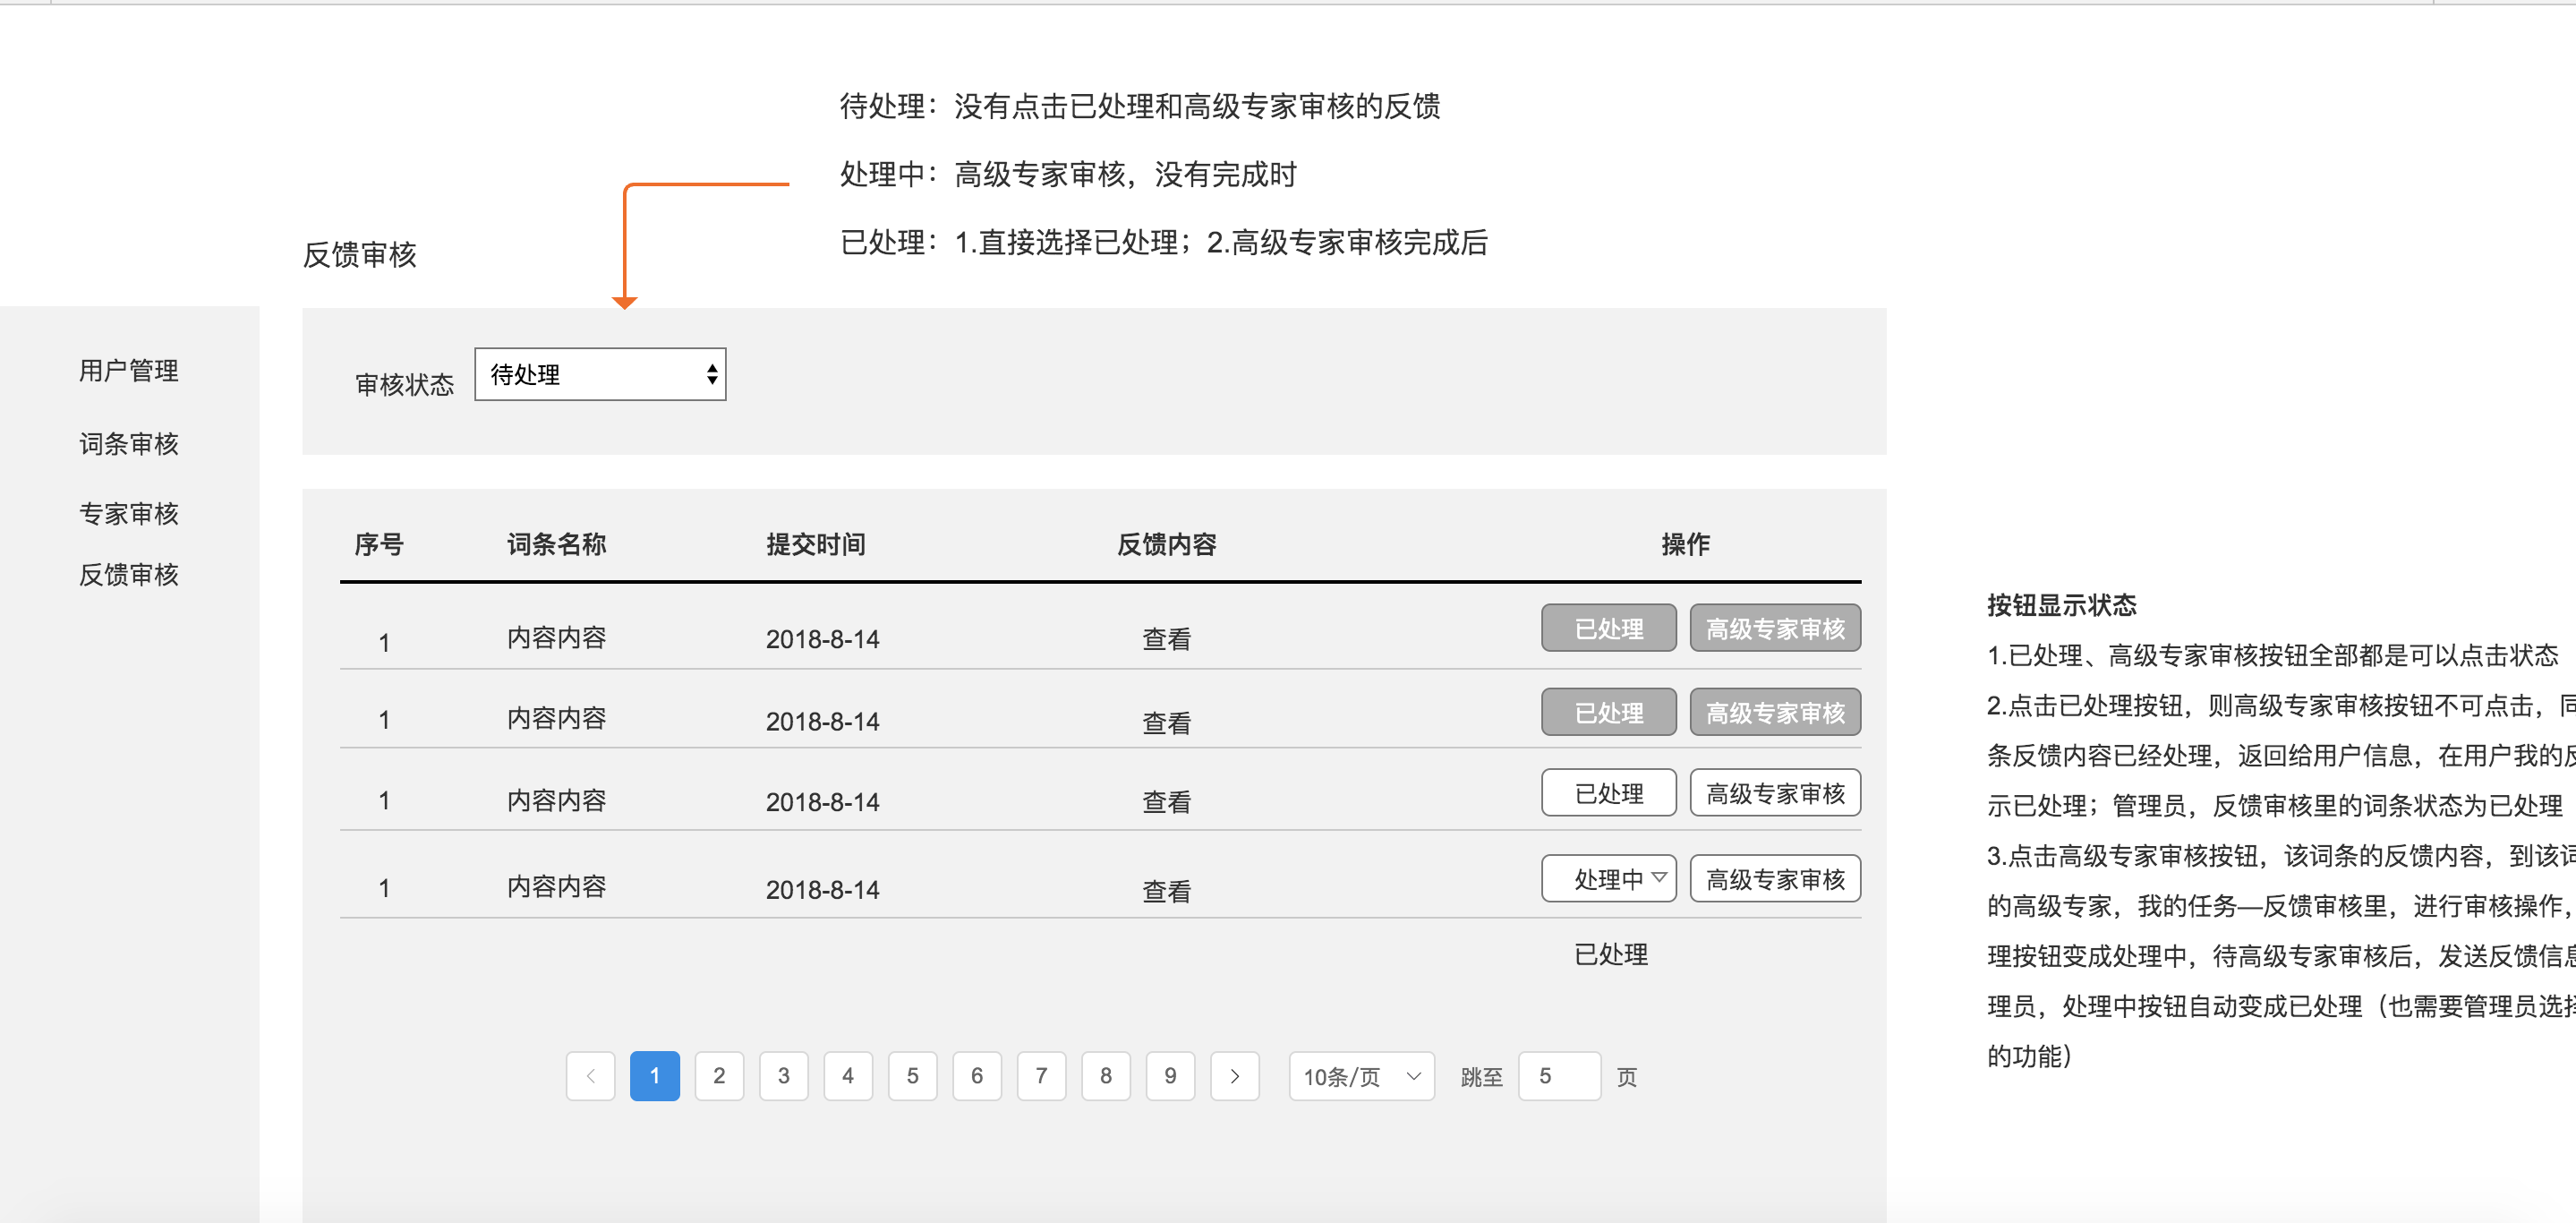 待处理：没有点击已处理和高级专家审核的反馈
处理中：高级专家审核，没有完成时
已处理：1.直接选择已处理；2.高级专家审核完成后
反馈审核
用户管理
词条审核
专家审核
反馈审核
审核状态 待处理
序号 词条名称 提交时间 反馈内容 操作
1 内容内容 2018-8-14 查看 已处理 高级专家审核
1 内容内容 2018-8-14 查看 已处理 高级专家审核
1 内容内容 2018-8-14 查看 已处理 高级专家审核
1 内容内容 2018-8-14 查看 处理中 高级专家审核
已处理
1 2 3 4 5 6 7 8 9 10条/页 跳至 5 页
按钮显示状态
1.已处理、高级专家审核按钮全部都是可以点击状态
2.点击已处理按钮，则高级专家审核按钮不可点击，同
条反馈内容已经处理，返回给用户信息，在用户我的反
示已处理；管理员，反馈审核里的词条状态为已处理
3.点击高级专家审核按钮，该词条的反馈内容，到该词
的高级专家，我的任务—反馈审核里，进行审核操作，
理按钮变成处理中，待高级专家审核后，发送反馈信息
理员，处理中按钮自动变成已处理（也需要管理员选择
的功能）